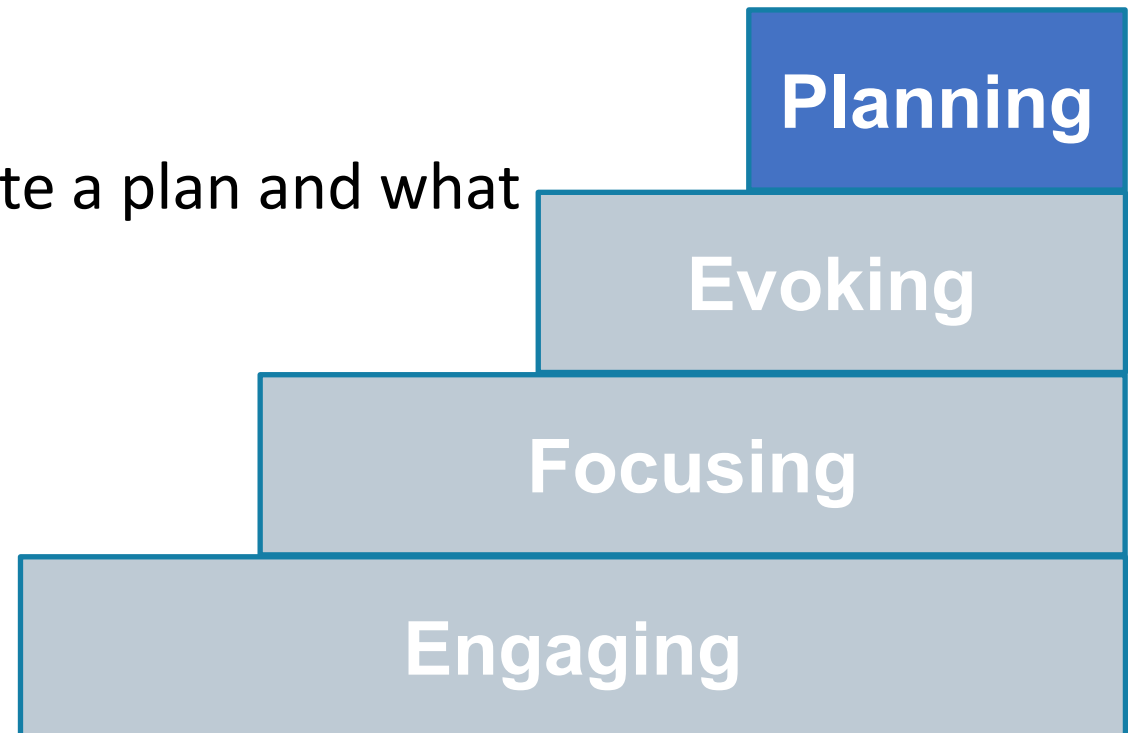 Planning
te a plan and what
Evoking
Focusing
Engaging